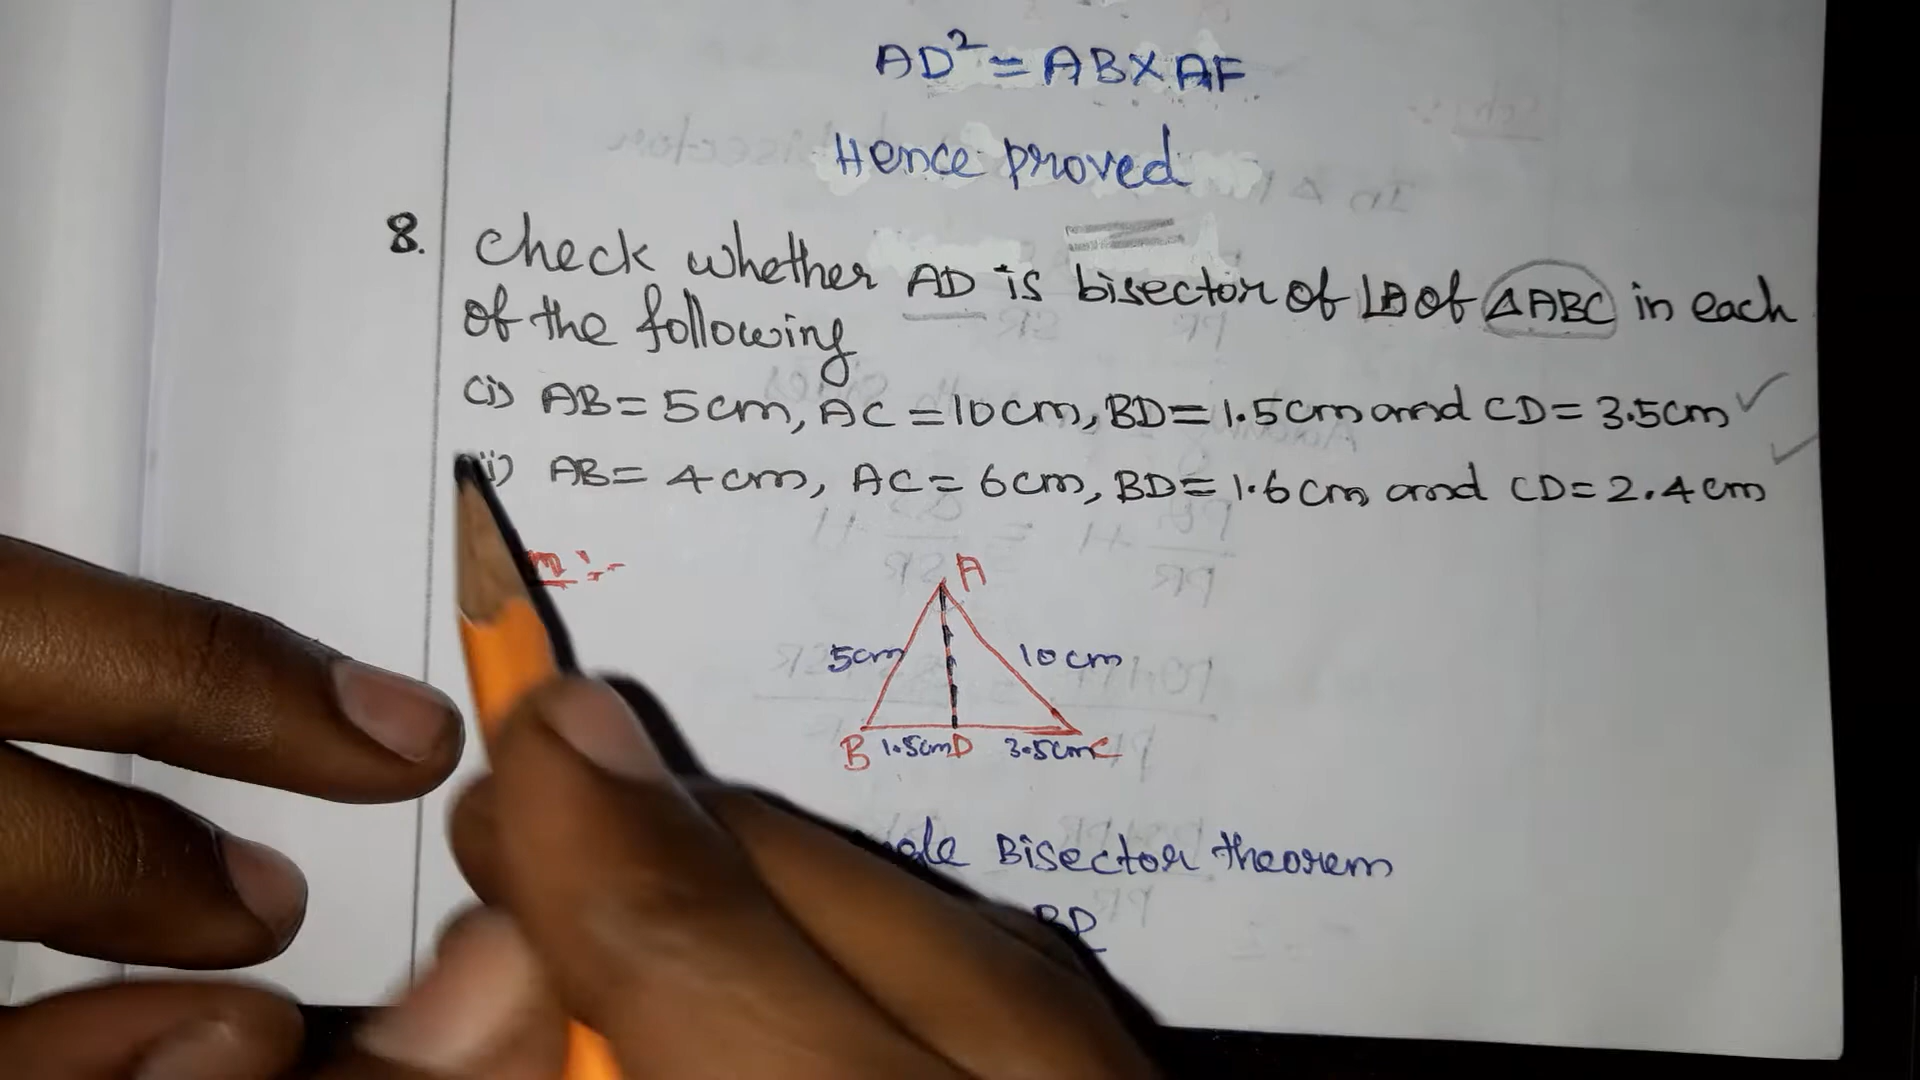 AD² = AB × AF
Hence proved
8. Check whether AD is bisector of ∠A of △ABC in each
of the following
(i) AB = 5cm, AC = 10cm, BD = 1.5cm and CD = 3.5cm ✓
ii) AB = 4cm, AC = 6cm, BD = 1.6cm and CD = 2.4cm ✓
A
5cm 10cm
B 1.5cm D 3.5cm C
Bisector theorem
BD